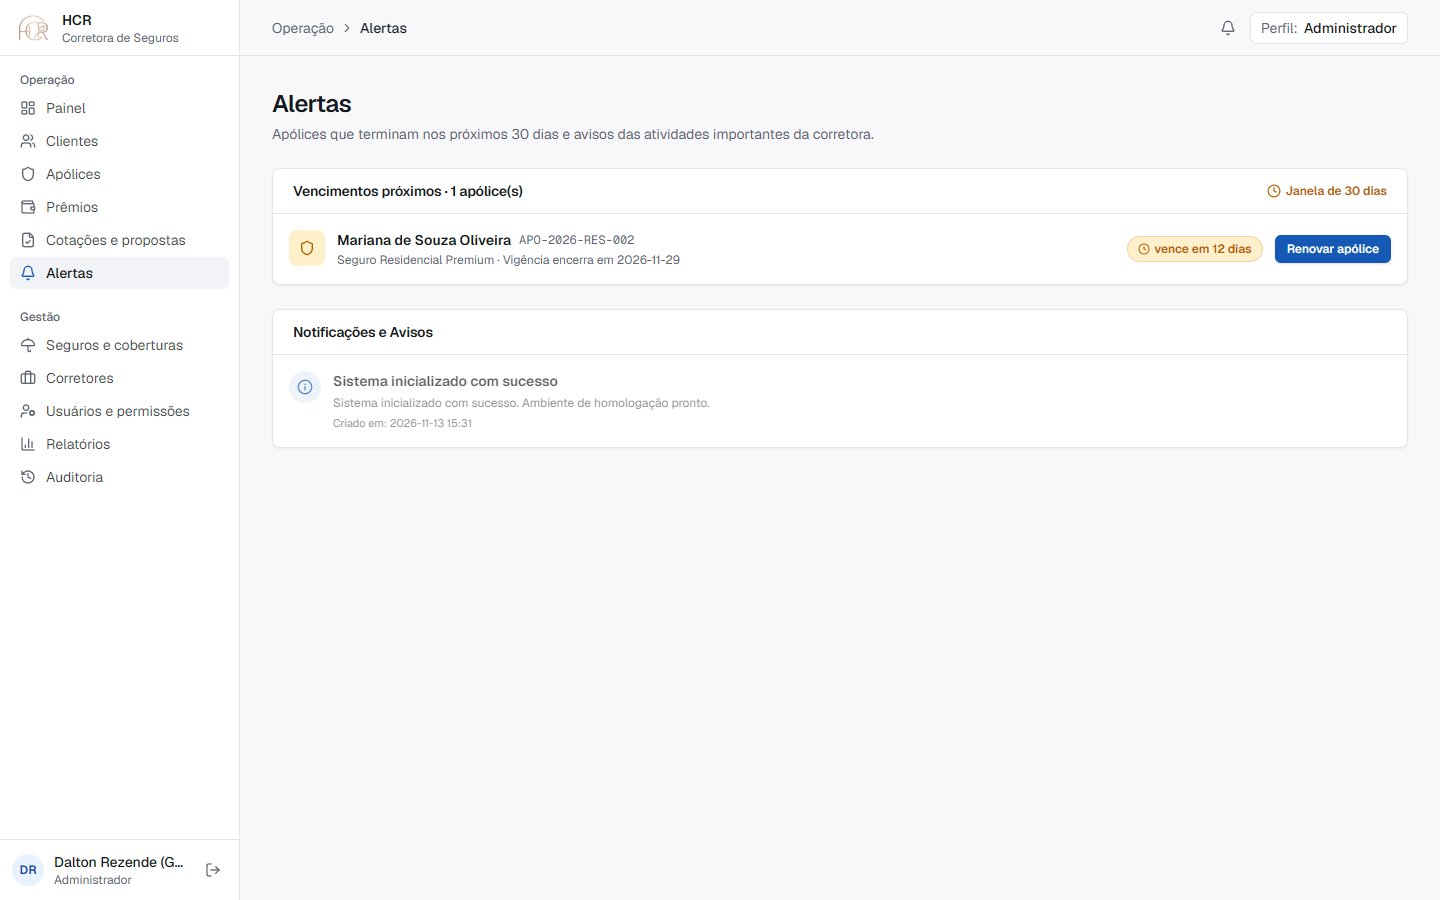 HCR
Corretora de Seguros
Operação
Painel
Clientes
Apólices
Prêmios
Cotações e propostas
Alertas
Gestão
Seguros e coberturas
Corretores
Usuários e permissões
Relatórios
Auditoria
DR
Dalton Rezende (G...
Administrador
Operação > Alertas
Perfil: Administrador
Alertas
Apólices que terminam nos próximos 30 dias e avisos das atividades importantes da corretora.
Vencimentos próximos · 1 apólice(s)
Janela de 30 dias
Mariana de Souza Oliveira APO-2026-RES-002
Seguro Residencial Premium · Vigência encerra em 2026-11-29
vence em 12 dias
Renovar apólice
Notificações e Avisos
Sistema inicializado com sucesso
Sistema inicializado com sucesso. Ambiente de homologação pronto.
Criado em: 2026-11-13 15:31